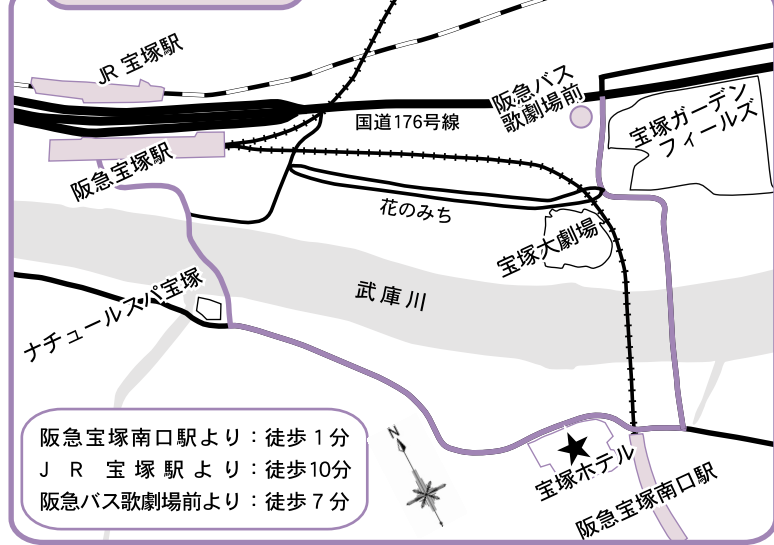 JR 宝塚駅
阪急バス
歌劇場前
国道176号線
宝塚ガーデン
フィールズ
阪急宝塚駅
花のみち
宝塚大劇場
武庫川
ナチュールスパ宝塚
阪急宝塚南口駅より：徒歩1分
JR 宝塚駅より：徒歩10分
阪急バス歌劇場前より：徒歩7分
N
宝塚ホテル
阪急宝塚南口駅